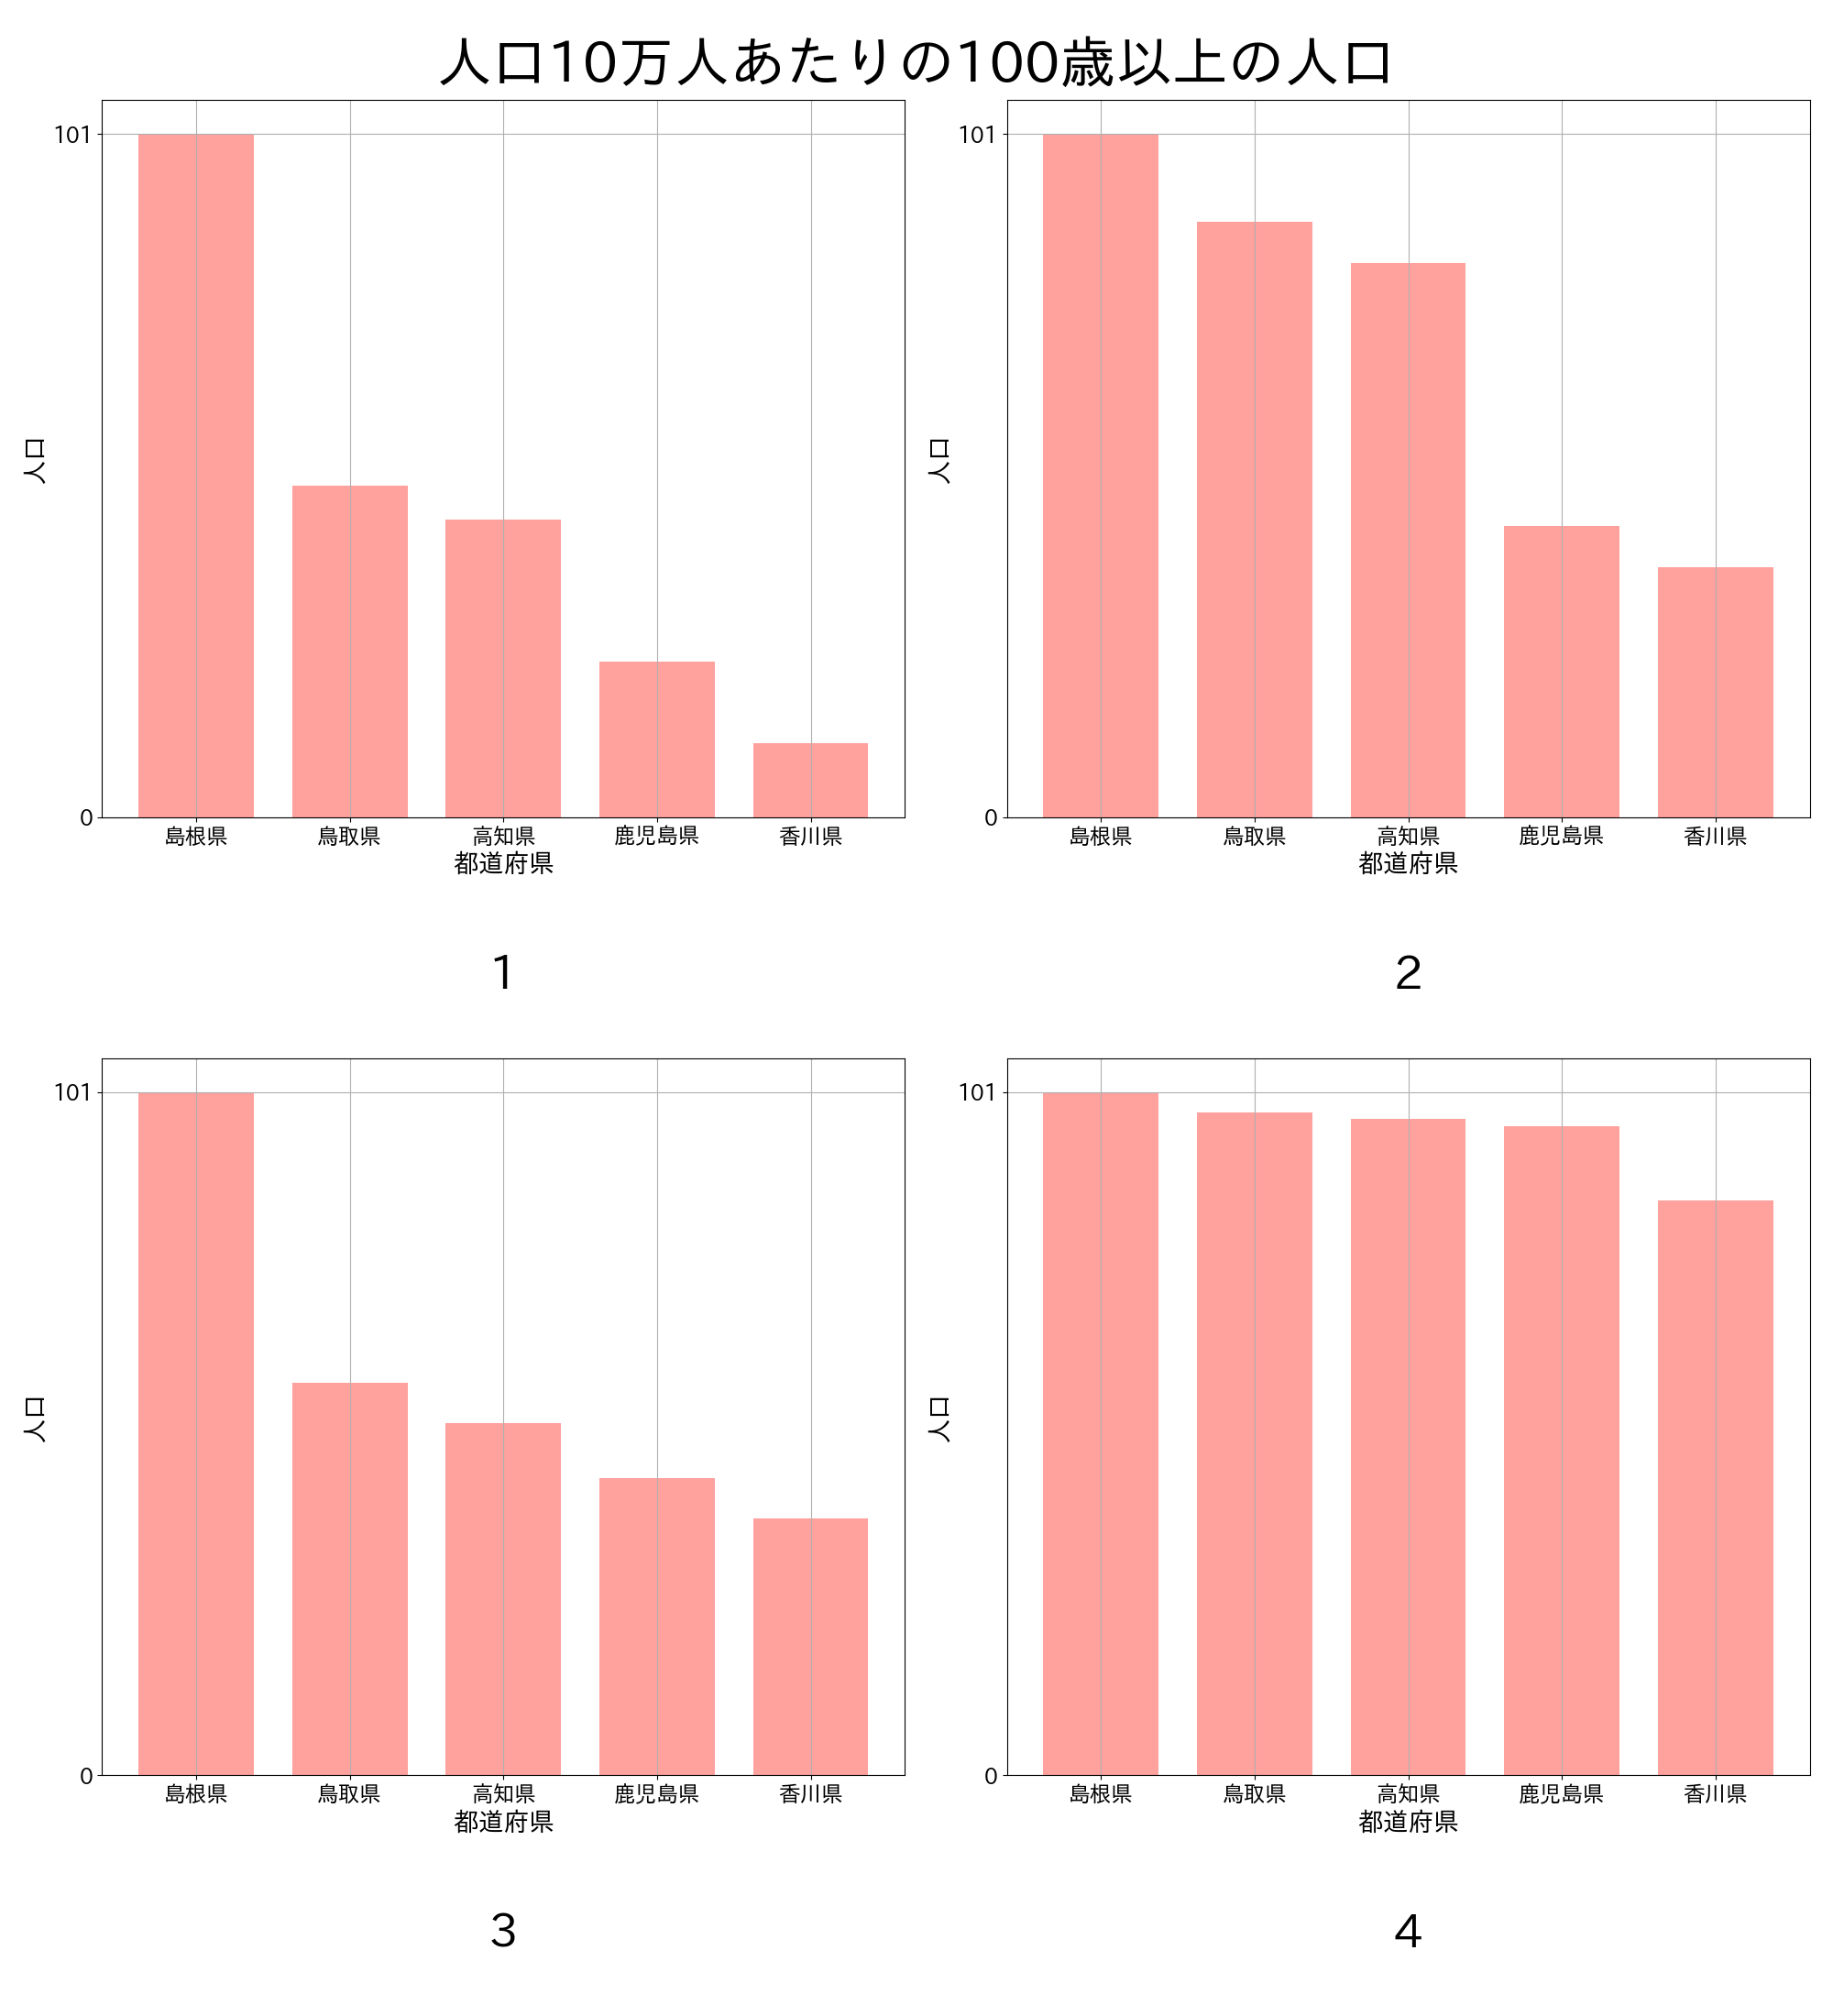 人口10万人あたりの100歳以上の人口
101
0
人口
島根県 鳥取県 高知県 鹿児島県 香川県
都道府県
1
101
0
人口
島根県 鳥取県 高知県 鹿児島県 香川県
都道府県
2
101
0
人口
島根県 鳥取県 高知県 鹿児島県 香川県
都道府県
3
101
0
人口
島根県 鳥取県 高知県 鹿児島県 香川県
都道府県
4